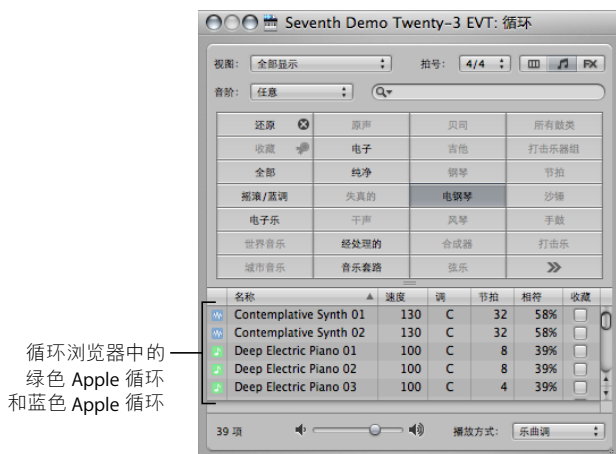 Seventh Demo Twenty-3 EVT: 循环
视图: 全部显示 拍号: 4/4 FX
音阶: 任意
还原 原声 贝司 所有鼓类
收藏 电子 吉他 打击乐器组
全部 纯净 钢琴 节拍
摇滚/蓝调 失真的 电钢琴 沙锤
电子乐 干声 风琴 手鼓
世界音乐 经处理的 合成器 打击乐
城市音乐 音乐套路 弦乐
名称 速度 调 节拍 相符 收藏
Contemplative Synth 01 130 C 32 58%
Contemplative Synth 02 130 C 32 58%
Deep Electric Piano 01 100 C 8 39%
Deep Electric Piano 02 100 C 8 39%
Deep Electric Piano 03 100 C 4 39%
循环浏览器中的
绿色 Apple 循环
和蓝色 Apple 循环
39 项 播放方式: 乐曲调